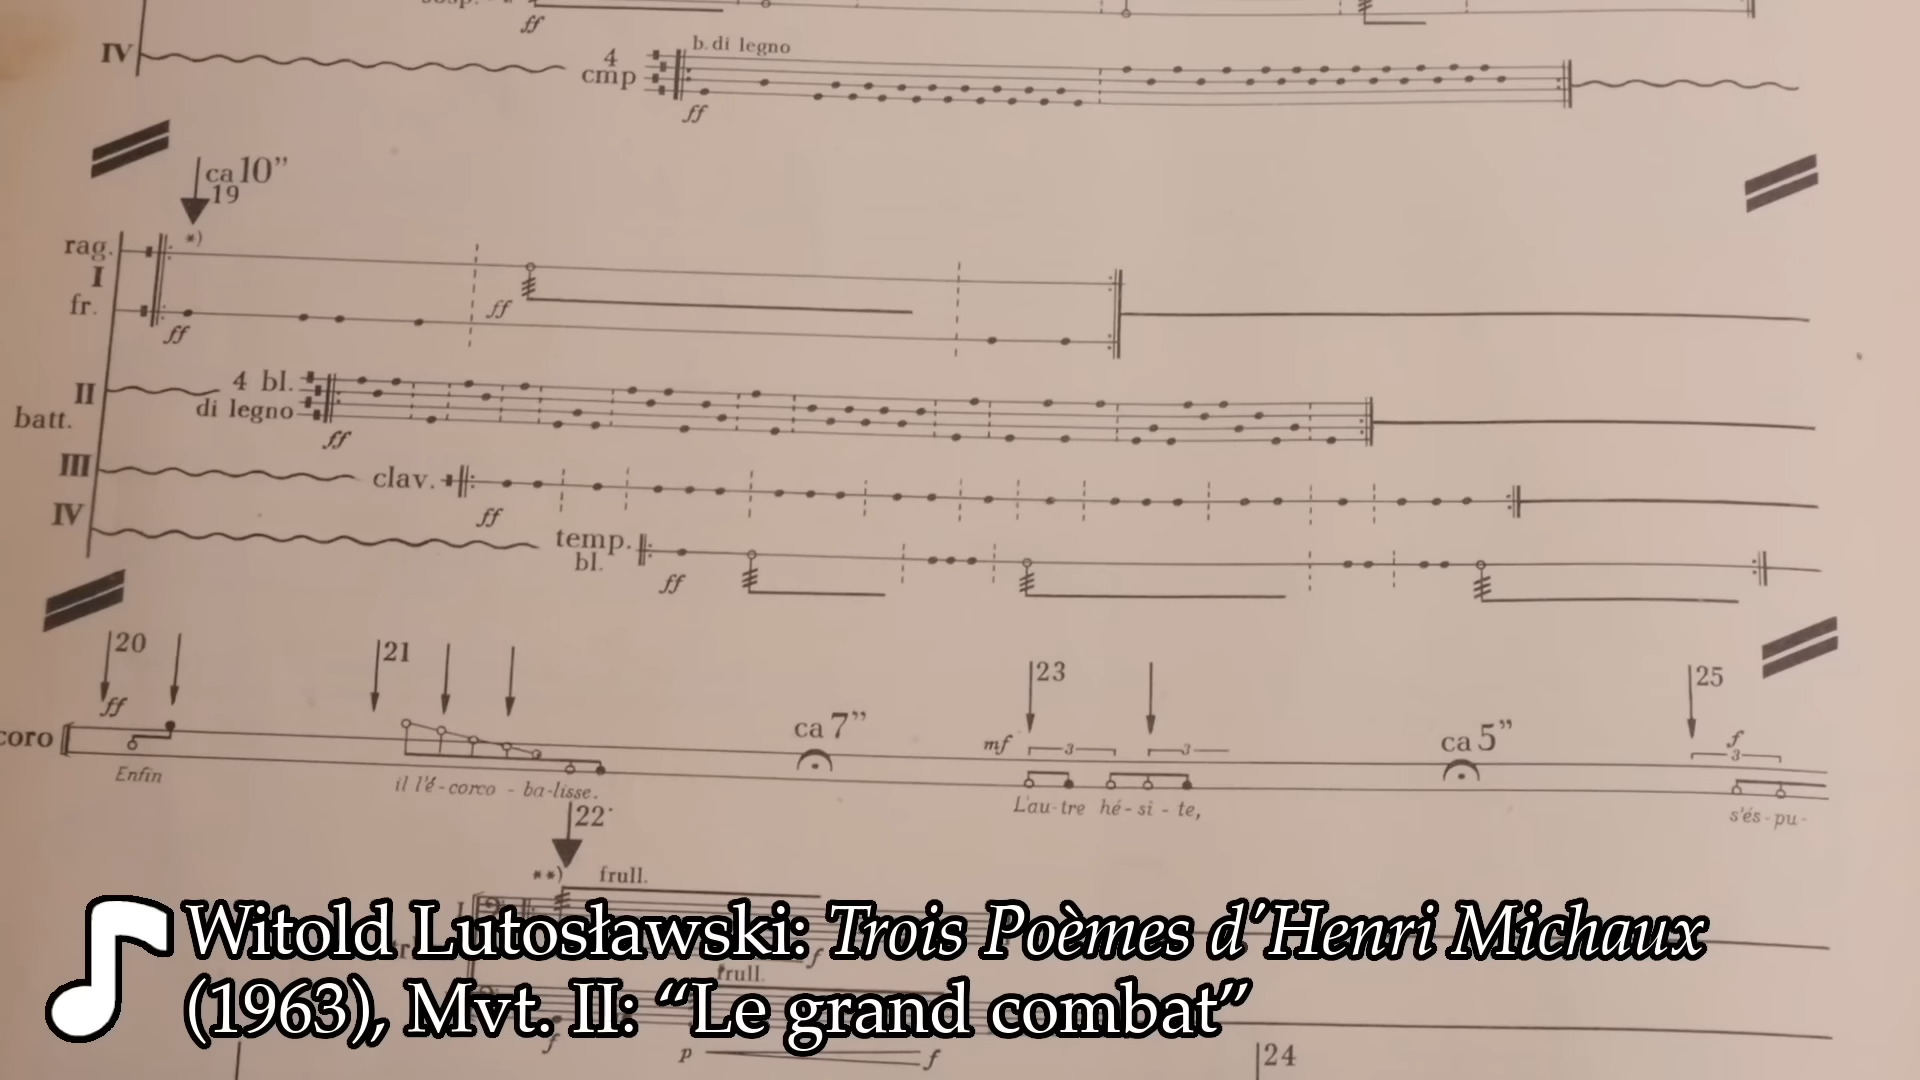 ff
IV
4
cmp
b. di legno
ff
ca 10”
19
*)
rag.
I
fr.
ff
ff
II
4 bl.
di legno
batt.
ff
III
clav.
ff
IV
temp.
bl.
ff
20
21
23
25
ff
coro
ca 7”
mf
3
3
ca 5”
f
3
Enfin
il l'é-corco-ba-lisse.
L'au-tre hé-si-te,
s'és-pu-
22
**)
frull.
f
frull.
Witold Lutosławski: Trois Poèmes d'Henri Michaux
(1963), Mvt. II: “Le grand combat”
f
p
f
24